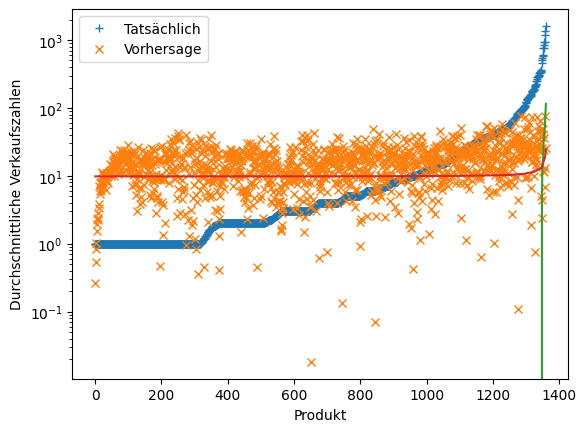 Tatsächlich
Vorhersage
Durchschnittliche Verkaufszahlen
10³
10²
10¹
10⁰
10⁻¹
0 200 400 600 800 1000 1200 1400
Produkt